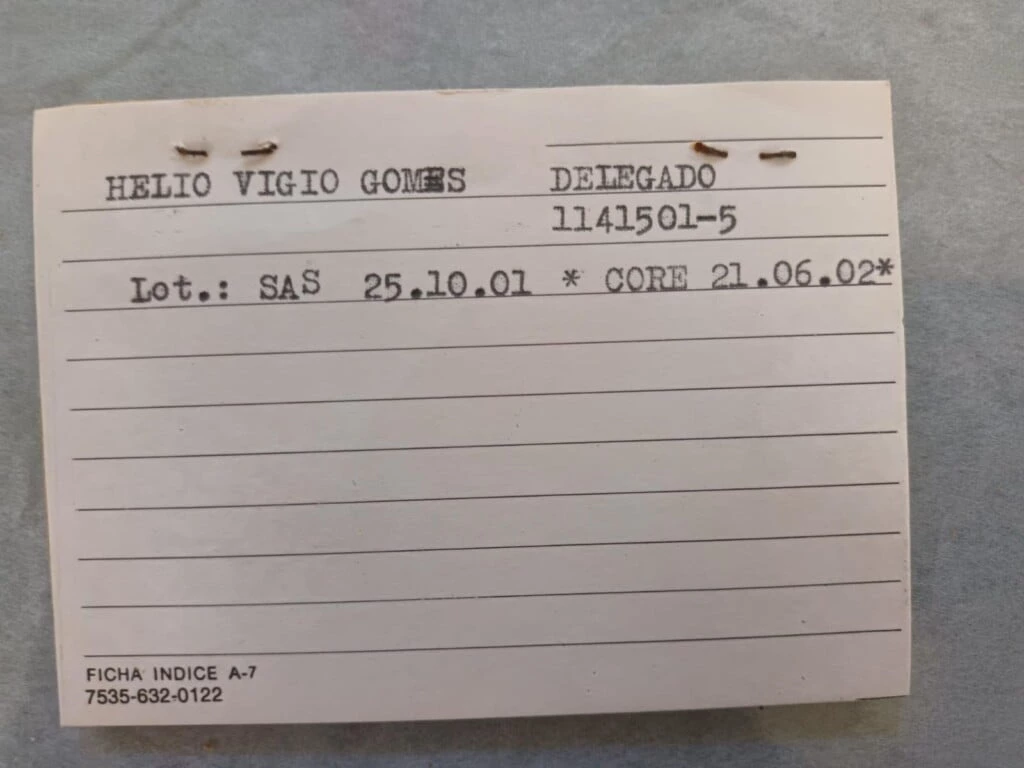 HELIO VIGIO GOMES DELEGADO
1141501-5
Lot.: SAS 25.10.01 * CORE 21.06.02*
FICHA INDICE A-7
7535-632-0122